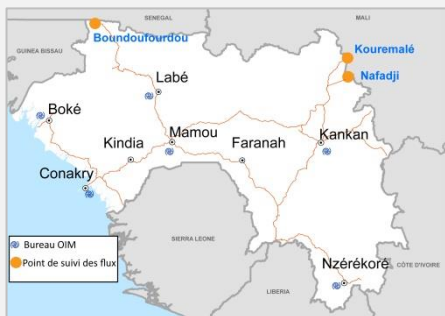 SENEGAL
MALI
GUINEA BISSAU
Boundoufourdou
Kouremalé
Nafadji
Labé
Boké
Kindia
Mamou
Faranah
Kankan
Conakry
Bureau OIM
Point de suivi des flux
SIERRA LEONE
CÔTE D'IVOIRE
Nzérékoré
LIBERIA